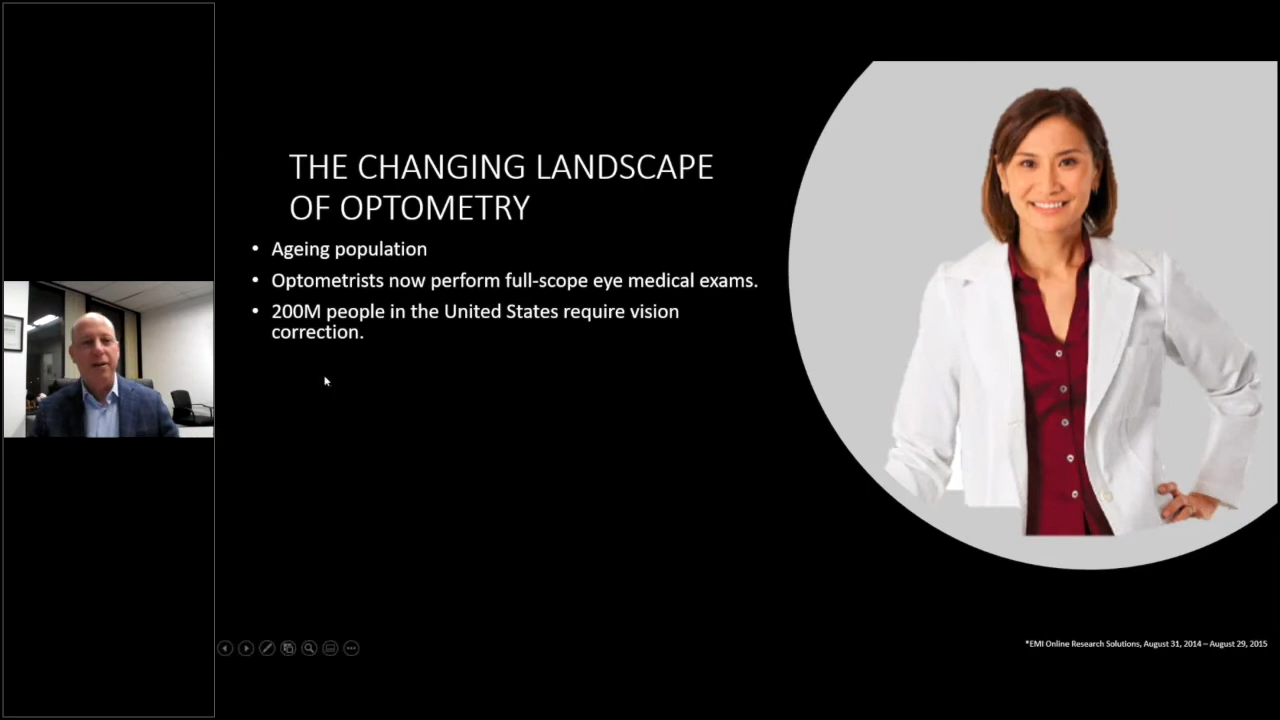 THE CHANGING LANDSCAPE
OF OPTOMETRY
• Ageing population
• Optometrists now perform full-scope eye medical exams.
• 200M people in the United States require vision
correction.
*EMI Online Research Solutions, August 31, 2014 – August 29, 2015